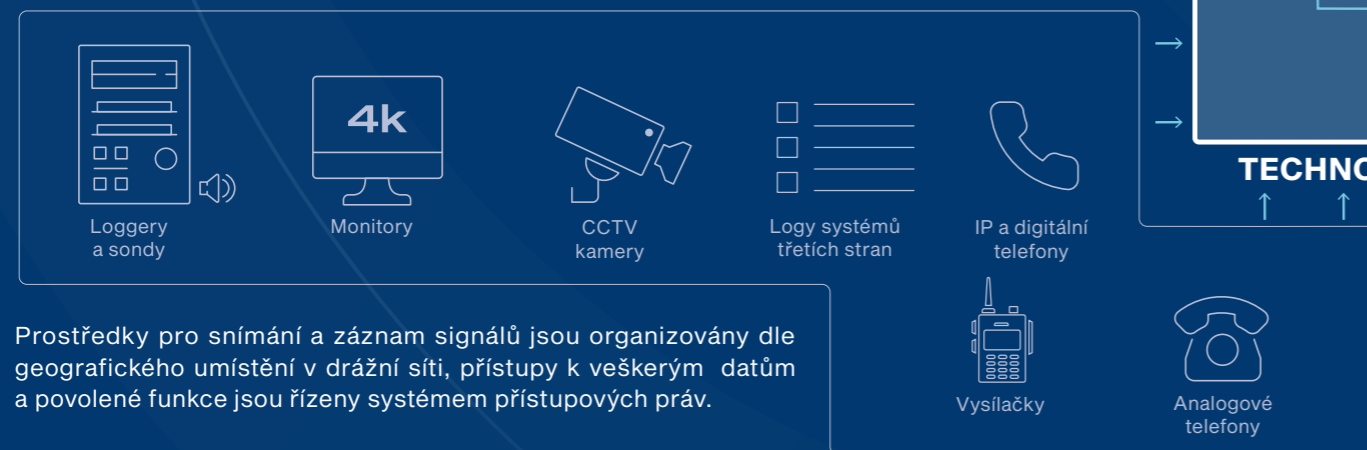 4k
Loggery
a sondy
Monitory
CCTV
kamery
Logy systémů
třetích stran
IP a digitální
telefony
TECHNO
Prostředky pro snímání a záznam signálů jsou organizovány dle
geografického umístění v drážní síti, přístupy k veškerým datům
a povolené funkce jsou řízeny systémem přístupových práv.
Vysílačky
Analogové
telefony